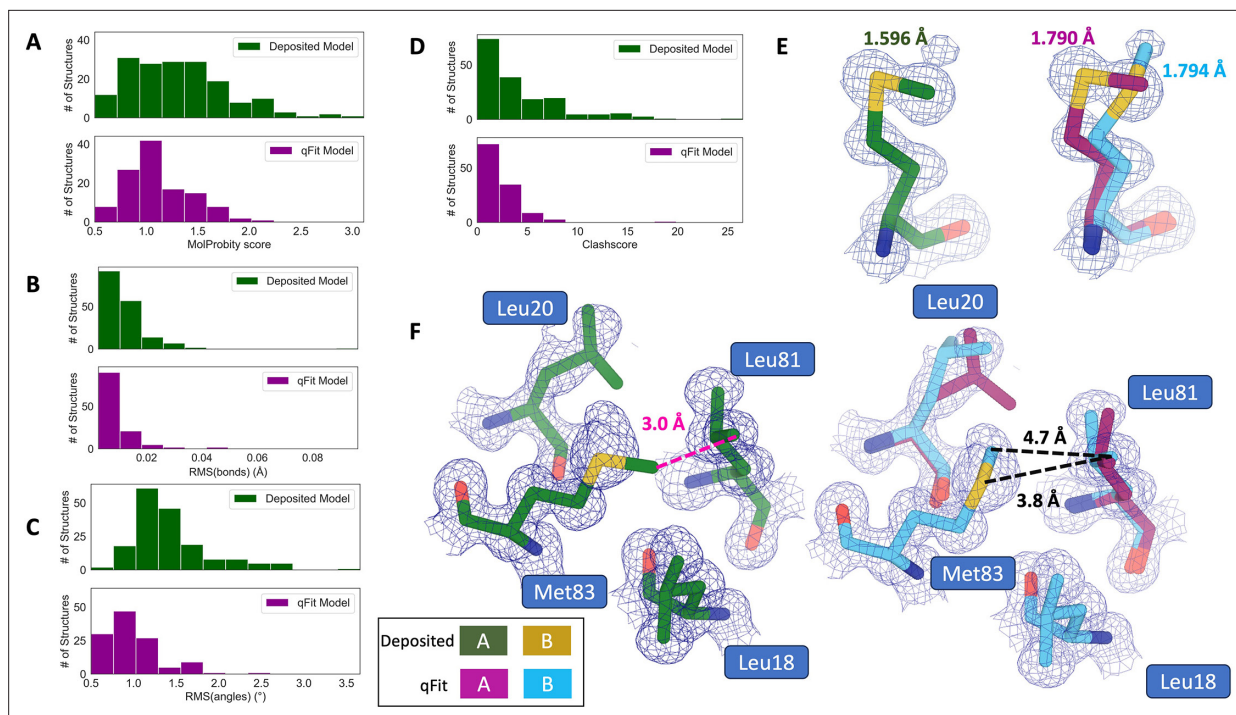 A
# of Structures
40
20
0
Deposited Model
# of Structures
40
20
0
qFit Model
0.5 1.0 1.5 2.0 2.5 3.0
MolProbity score
B
# of Structures
50
0
Deposited Model
# of Structures
50
0
qFit Model
0.02 0.04 0.06 0.08
RMS(bonds) (Å)
C
# of Structures
50
25
0
Deposited Model
# of Structures
50
25
0
qFit Model
0.5 1.0 1.5 2.0 2.5 3.0 3.5
RMS(angles) (°)
D
# of Structures
50
0
Deposited Model
# of Structures
50
0
qFit Model
0 5 10 15 20 25
Clashscore
E
1.596 Å
1.790 Å
1.794 Å
F
Leu20
Leu81
3.0 Å
Met83
Leu18
Leu20
Leu81
4.7 Å
3.8 Å
Met83
Leu18
Deposited A B
qFit A B